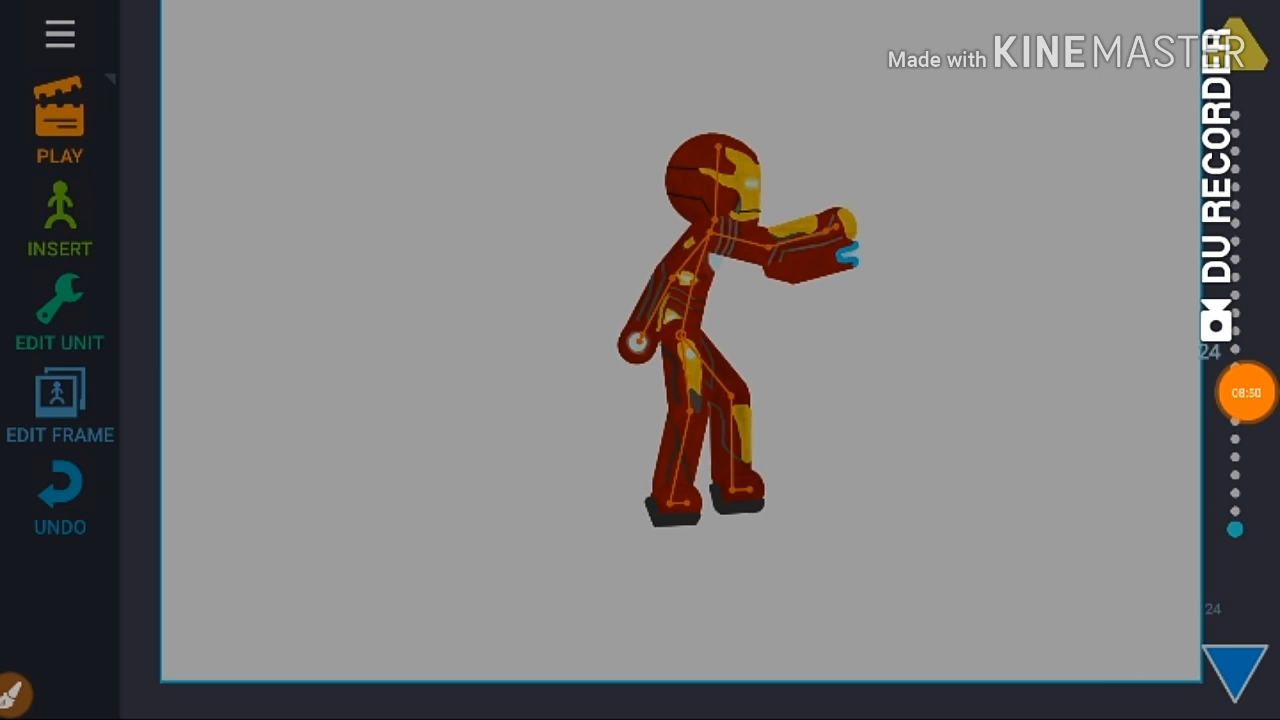 Made with KINEMASTER
DU RECORDER
PLAY
INSERT
EDIT UNIT
EDIT FRAME
UNDO
24
08:50
24